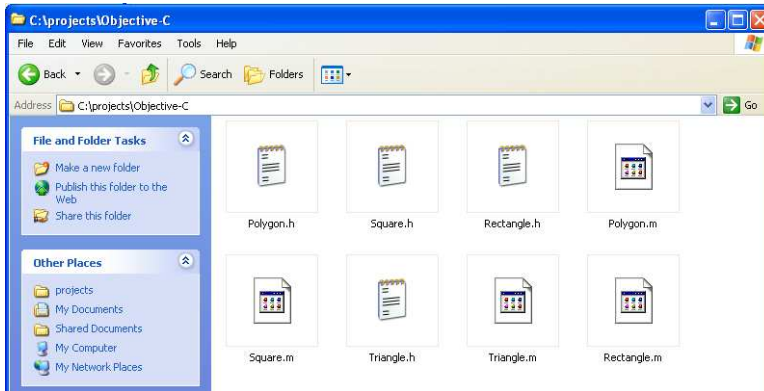 C:\projects\Objective-C
File Edit View Favorites Tools Help
Back Search Folders
Address C:\projects\Objective-C Go
File and Folder Tasks
Make a new folder
Publish this folder to the
Web
Share this folder
Other Places
projects
My Documents
Shared Documents
My Computer
My Network Places
Polygon.h Square.h Rectangle.h Polygon.m
Square.m Triangle.h Triangle.m Rectangle.m